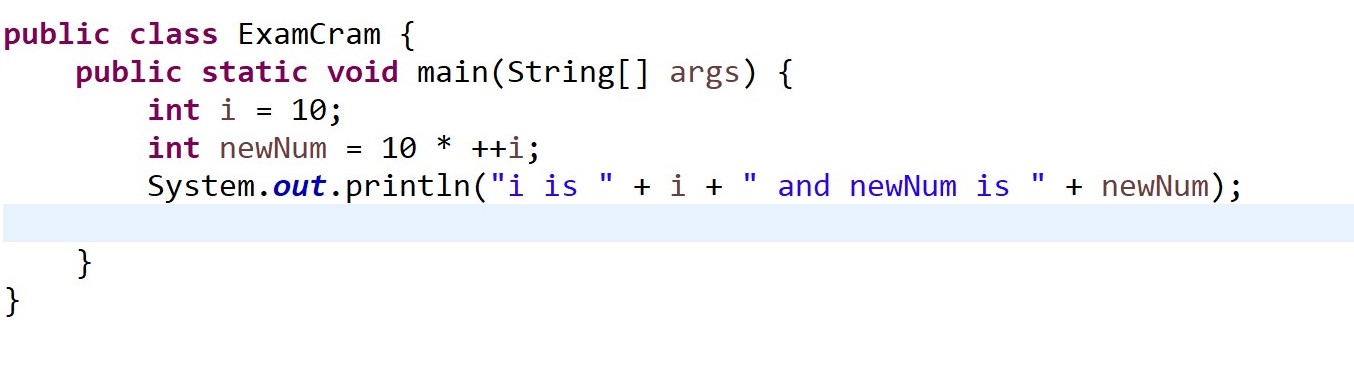 public class ExamCram {
    public static void main(String[] args) {
        int i = 10;
        int newNum = 10 * ++i;
        System.out.println("i is " + i + " and newNum is " + newNum);
    }
}